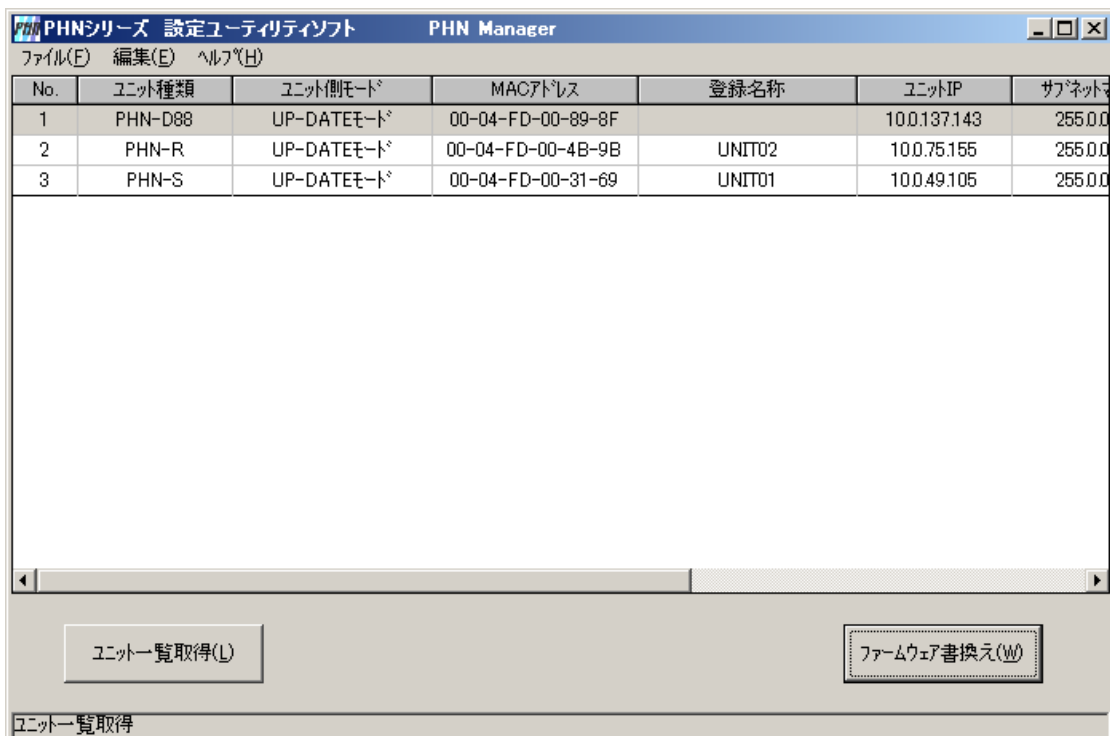 PHN PHNシリーズ 設定ユーティリティソフト PHN Manager
ファイル(F) 編集(E) ヘルプ(H)
No. ユニット種類 ユニット側モード MACアドレス 登録名称 ユニットIP サブネットマ
1 PHN-D88 UP-DATEモード 00-04-FD-00-89-8F 10.0.137.143 255.0.0
2 PHN-R UP-DATEモード 00-04-FD-00-4B-9B UNIT02 10.0.75.155 255.0.0
3 PHN-S UP-DATEモード 00-04-FD-00-31-69 UNIT01 10.0.49.105 255.0.0
ユニット一覧取得(L) ファームウェア書換え(W)
ユニット一覧取得